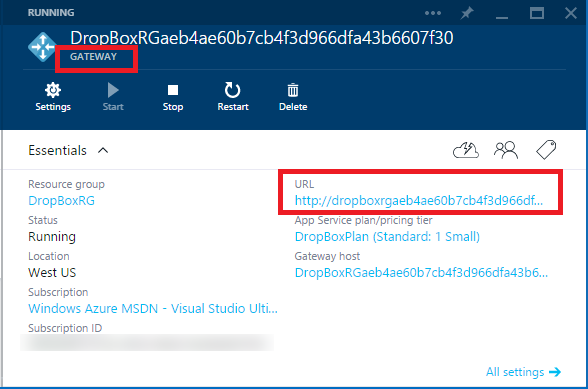 RUNNING
DropBoxRGaeb4ae60b7cb4f3d966dfa43b6607f30
GATEWAY
Settings Start Stop Restart Delete
Essentials
Resource group URL
DropBoxRG http://dropboxrgaeb4ae60b7cb4f3d966df...
Status App Service plan/pricing tier
Running DropBoxPlan (Standard: 1 Small)
Location Gateway host
West US DropBoxRGaeb4ae60b7cb4f3d966dfa43b6...
Subscription
Windows Azure MSDN - Visual Studio Ulti...
Subscription ID
All settings →